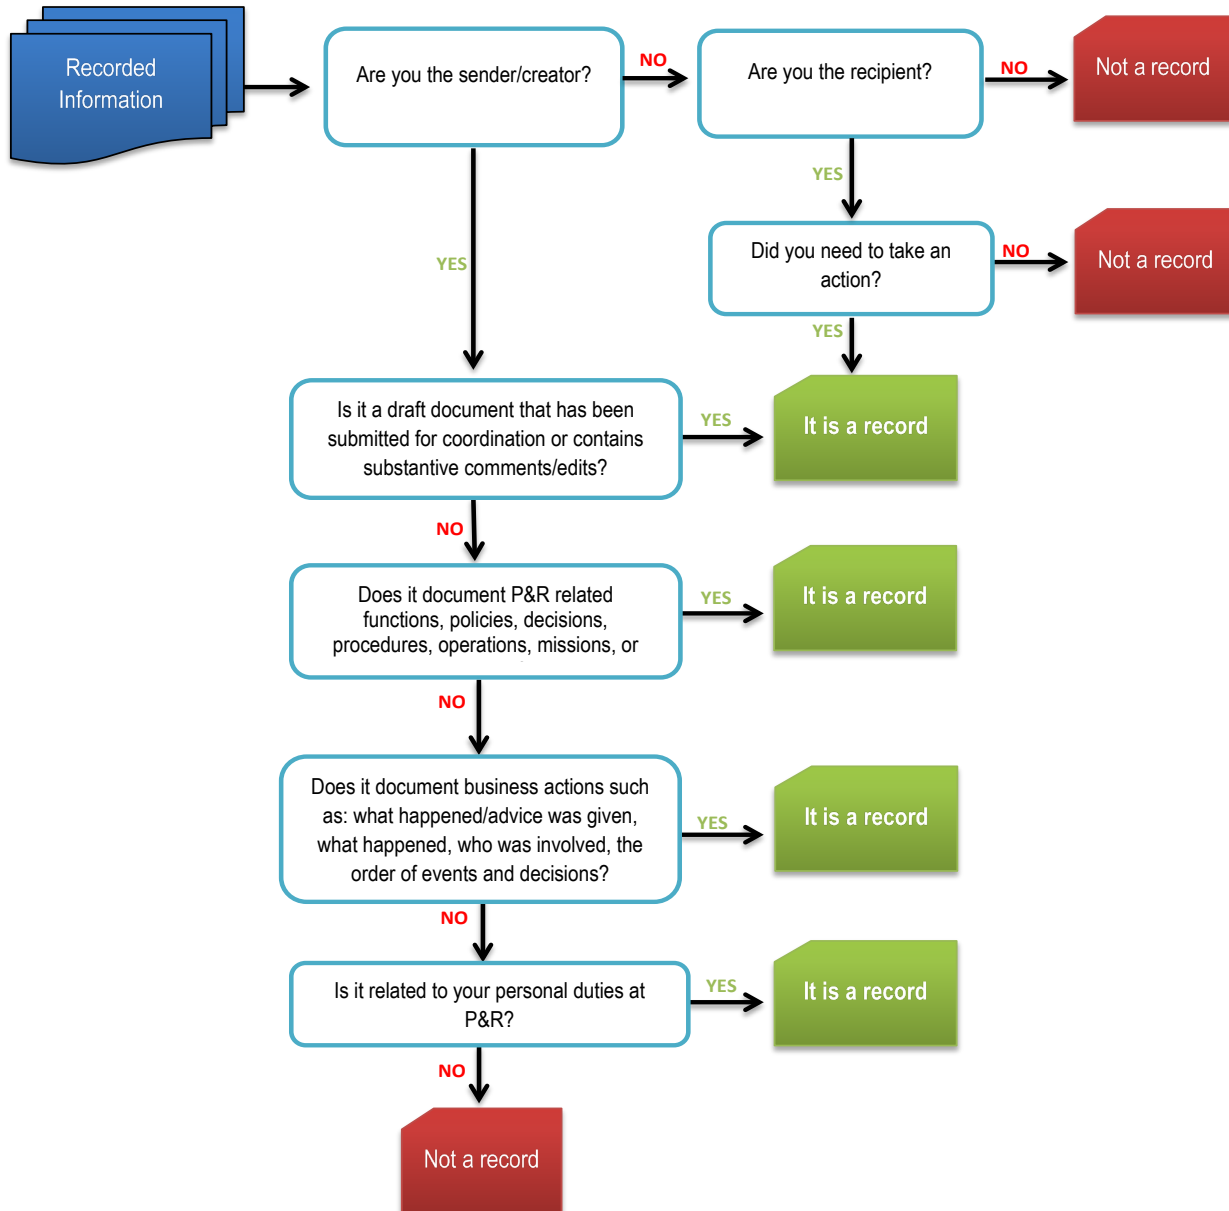 Recorded
Information
Are you the sender/creator?
NO
Are you the recipient?
NO
Not a record
YES
YES
Did you need to take an
action?
NO
Not a record
YES
Is it a draft document that has been
submitted for coordination or contains
substantive comments/edits?
YES
It is a record
NO
Does it document P&R related
functions, policies, decisions,
procedures, operations, missions, or
YES
It is a record
NO
Does it document business actions such
as: what happened/advice was given,
what happened, who was involved, the
order of events and decisions?
YES
It is a record
NO
Is it related to your personal duties at
P&R?
YES
It is a record
NO
Not a record